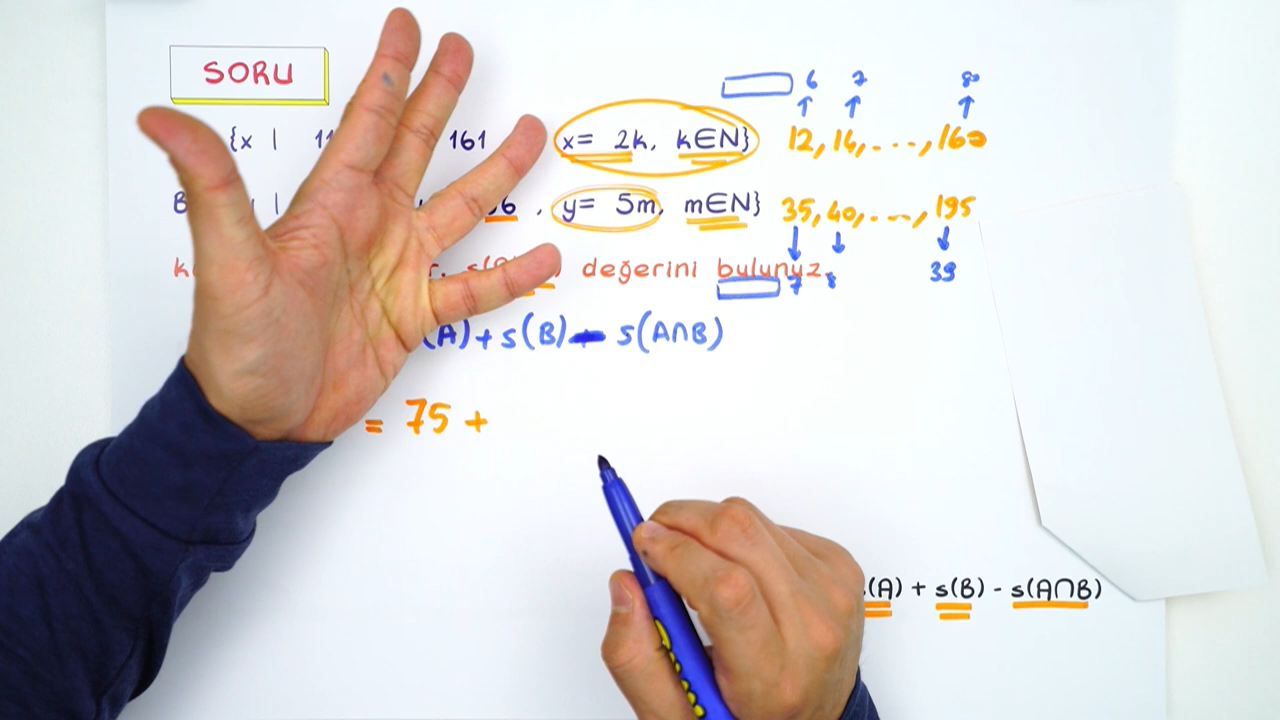 SORU
6 7 80
{x | 11 161 x= 2k, k∈N} 12, 14, ..., 160
B | 6 , y= 5m, m∈N} 35, 40, ..., 195
değerini bulunuz.
7 8 39
(A) + s(B) - s(A∩B)
= 75 +
(A) + s(B) - s(A∩B)